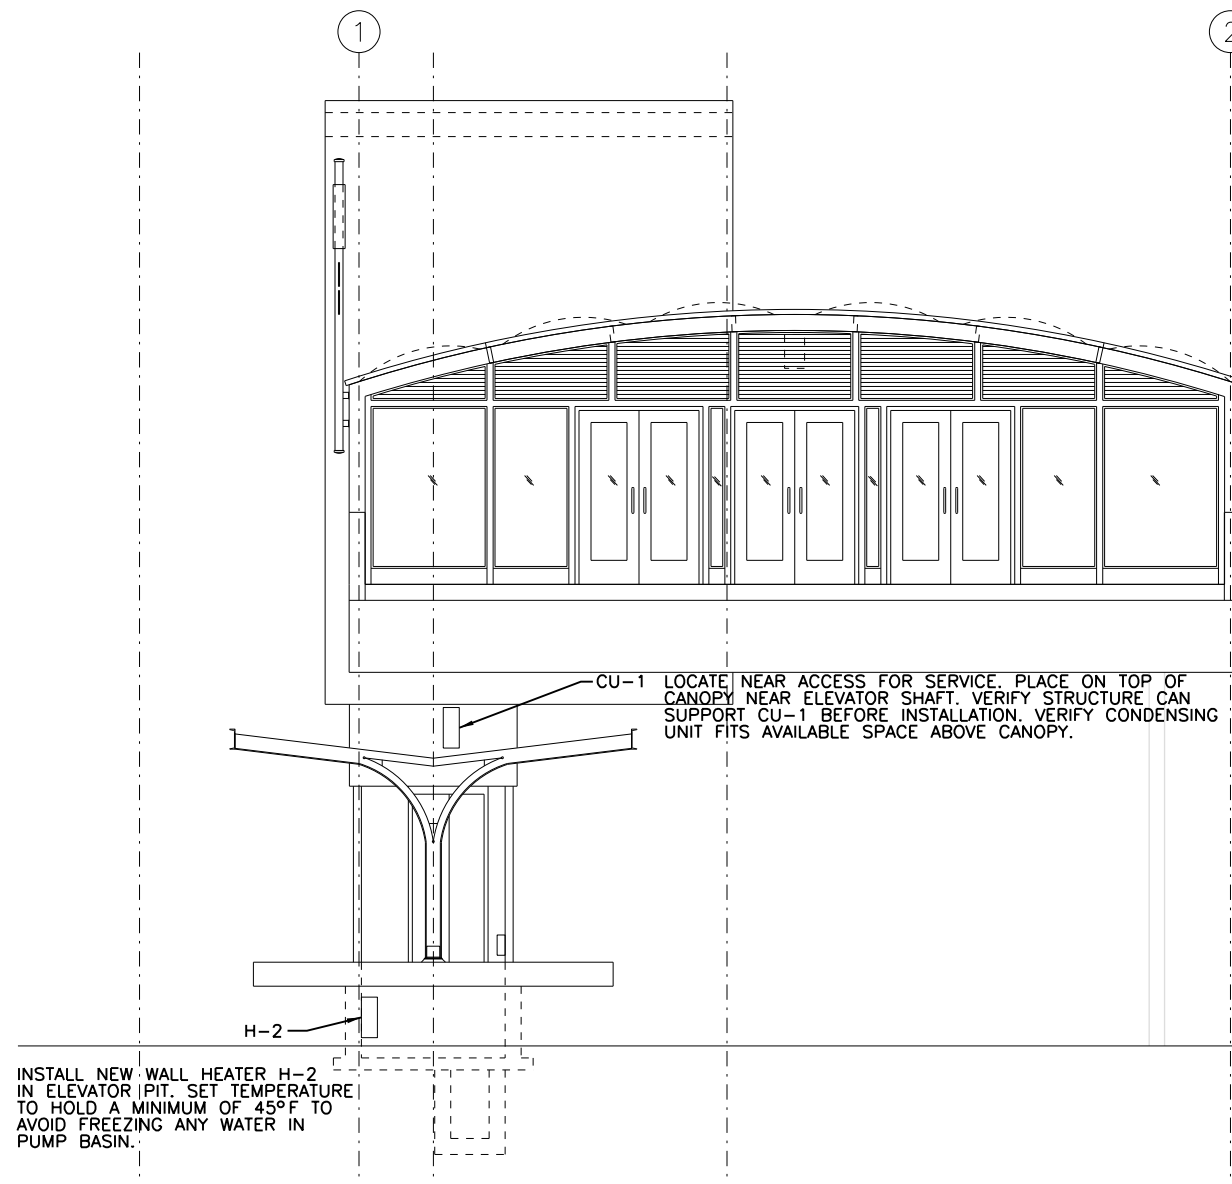 1
2
CU-1
LOCATE NEAR ACCESS FOR SERVICE. PLACE ON TOP OF
CANOPY NEAR ELEVATOR SHAFT. VERIFY STRUCTURE CAN
SUPPORT CU-1 BEFORE INSTALLATION. VERIFY CONDENSING
UNIT FITS AVAILABLE SPACE ABOVE CANOPY.
H-2
INSTALL NEW WALL HEATER H-2
IN ELEVATOR PIT. SET TEMPERATURE
TO HOLD A MINIMUM OF 45°F TO
AVOID FREEZING ANY WATER IN
PUMP BASIN.